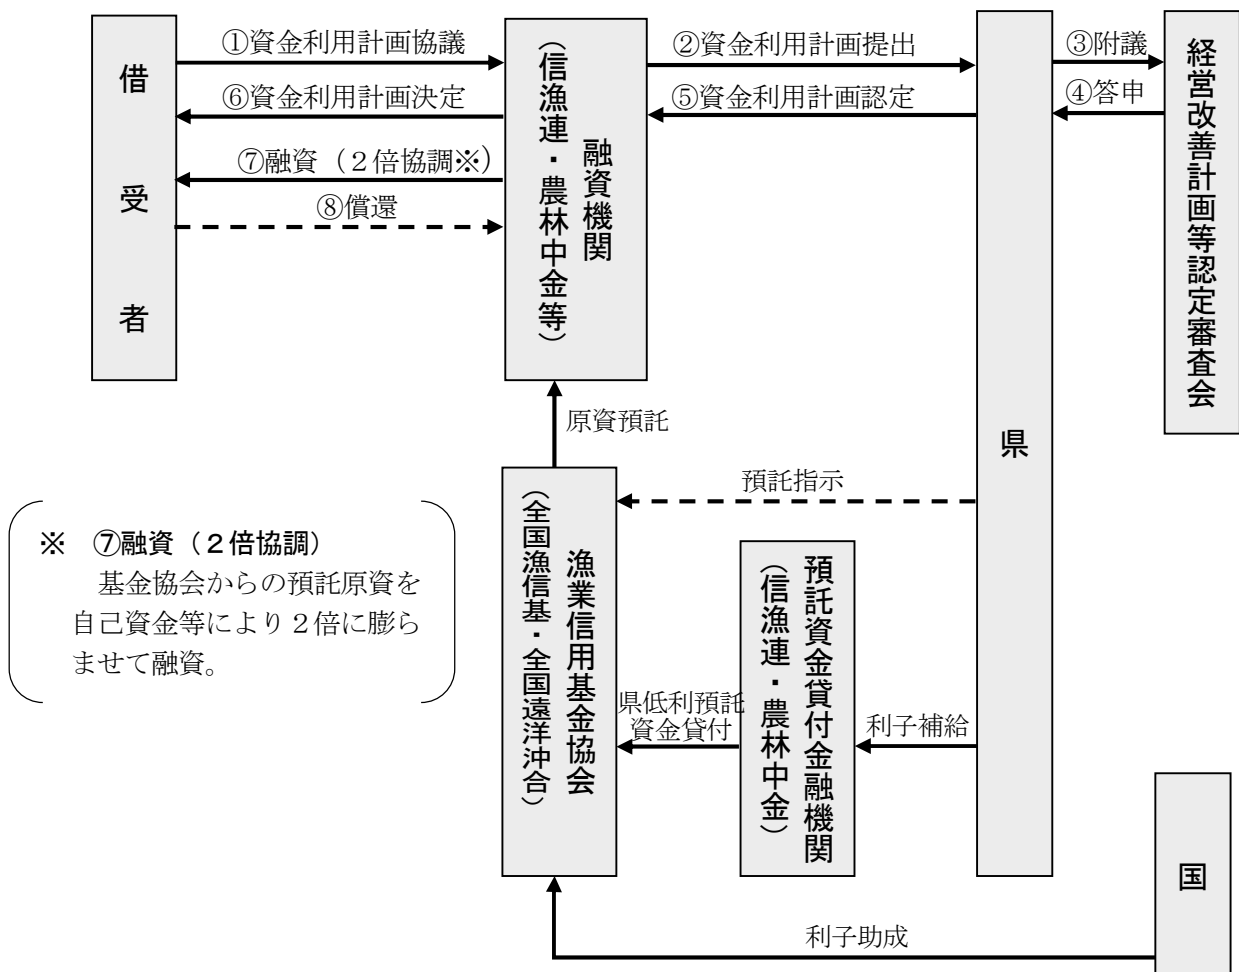 借受者
①資金利用計画協議
⑥資金利用計画決定
⑦融資（２倍協調※）
⑧償還
融資機関
（信漁連・農林中金等）
②資金利用計画提出
⑤資金利用計画認定
③附議
④答申
経営改善計画等認定審査会
県
原資預託
預託指示
※　⑦融資（２倍協調）
基金協会からの預託原資を
自己資金等により２倍に膨ら
ませて融資。
漁業信用基金協会
（全国漁信基・全国遠洋沖合）
県低利預託
資金貸付
預託資金貸付金融機関
（信漁連・農林中金）
利子補給
国
利子助成